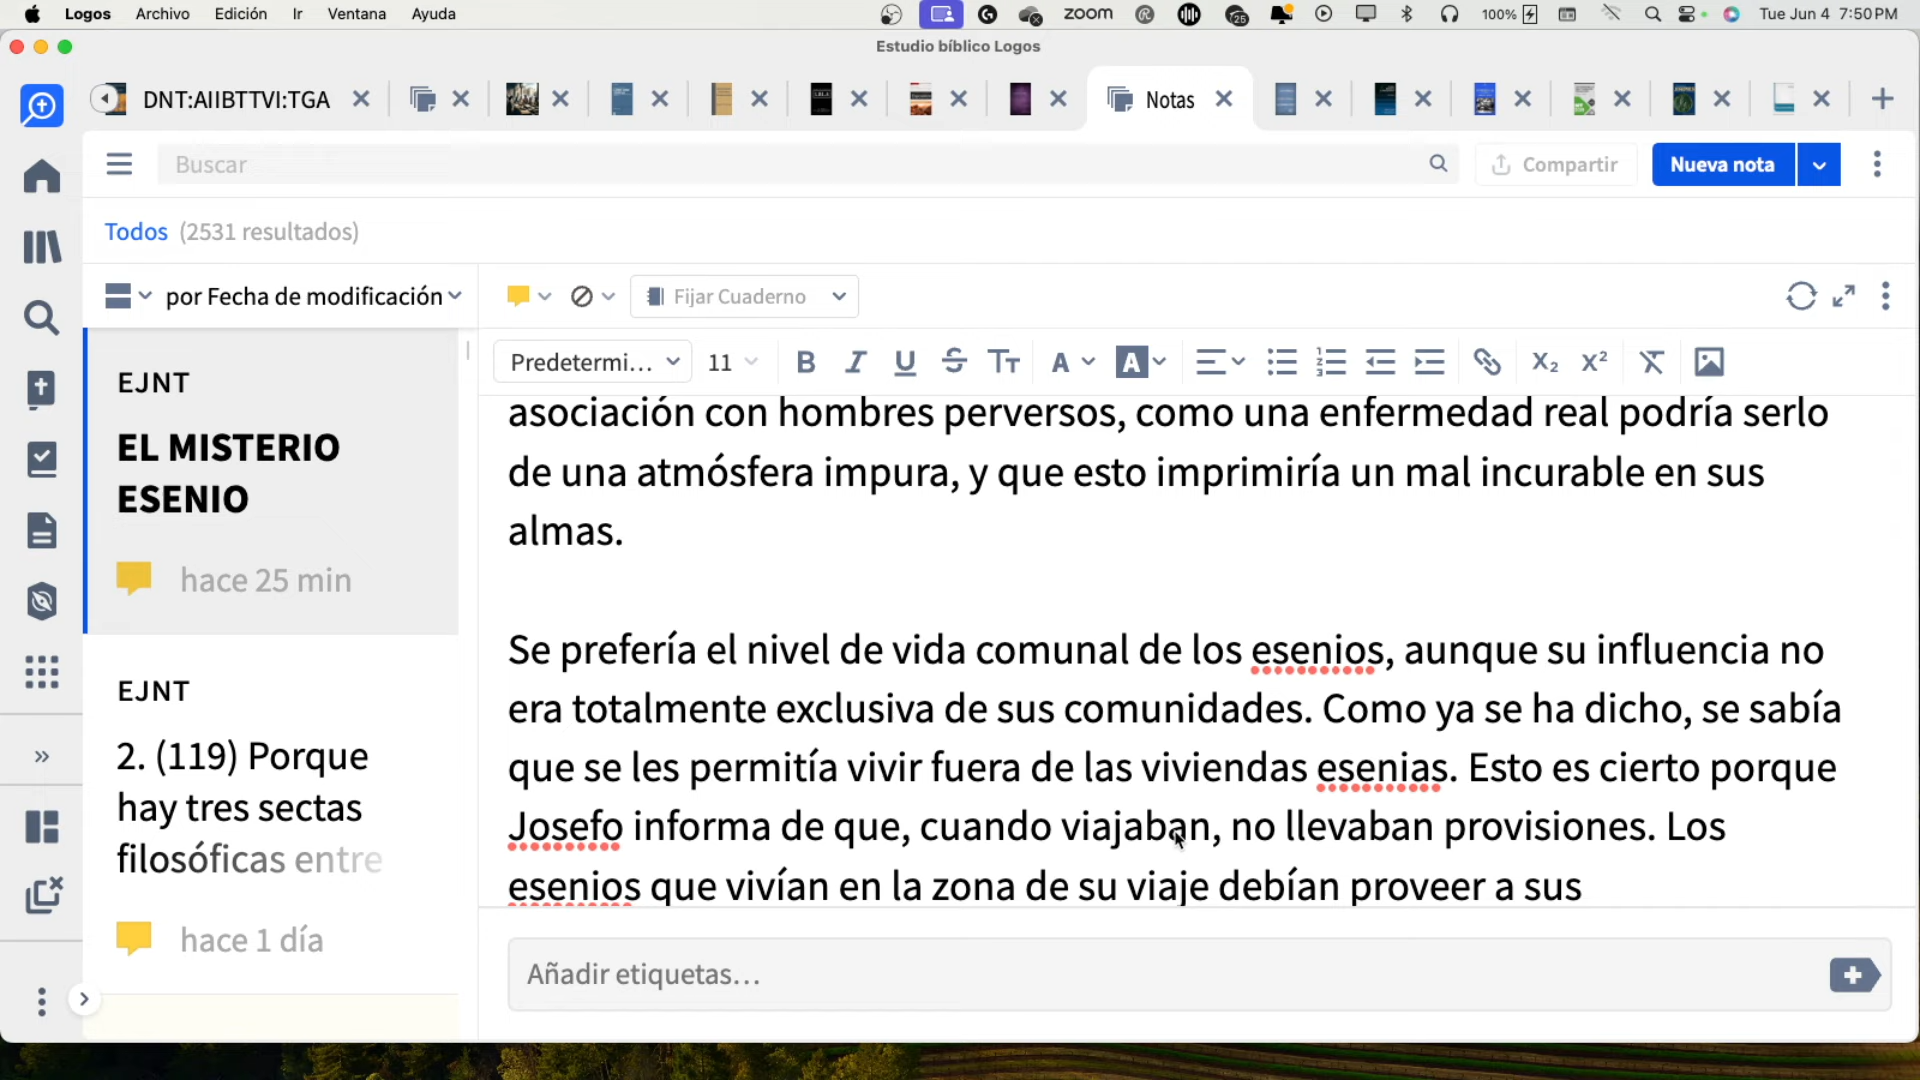 Logos Archivo Edición Ir Ventana Ayuda zoom 25 100% Tue Jun 4 7:50 PM
Estudio bíblico Logos
DNT:AIIBTTVI:TGA Notas
Buscar Compartir Nueva nota
Todos (2531 resultados)
por Fecha de modificación Fijar Cuaderno
Predetermi... 11 B I U S Tт A A X₂ X²
EJNT
EL MISTERIO
ESENIO
hace 25 min
EJNT
2. (119) Porque
hay tres sectas
filosóficas entre
hace 1 día
asociación con hombres perversos, como una enfermedad real podría serlo
de una atmósfera impura, y que esto imprimiría un mal incurable en sus
almas.
Se prefería el nivel de vida comunal de los esenios, aunque su influencia no
era totalmente exclusiva de sus comunidades. Como ya se ha dicho, se sabía
que se les permitía vivir fuera de las viviendas esenias. Esto es cierto porque
Josefo informa de que, cuando viajaban, no llevaban provisiones. Los
esenios que vivían en la zona de su viaje debían proveer a sus
Añadir etiquetas...